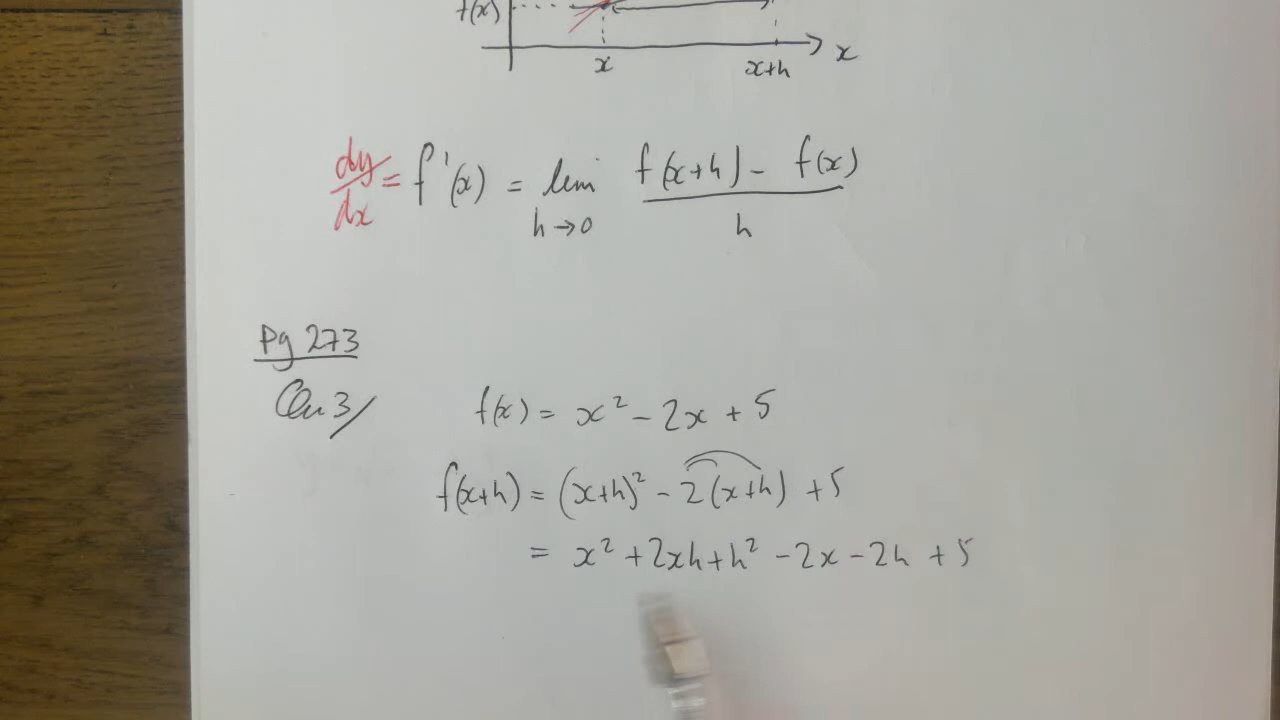 f(x)
x x+h x
dy/dx = f'(x) = lim h→0 f(x+h) - f(x) / h
Pg 273
Qu 3/ f(x) = x² - 2x + 5
f(x+h) = (x+h)² - 2(x+h) + 5
= x² + 2xh + h² - 2x - 2h + 5